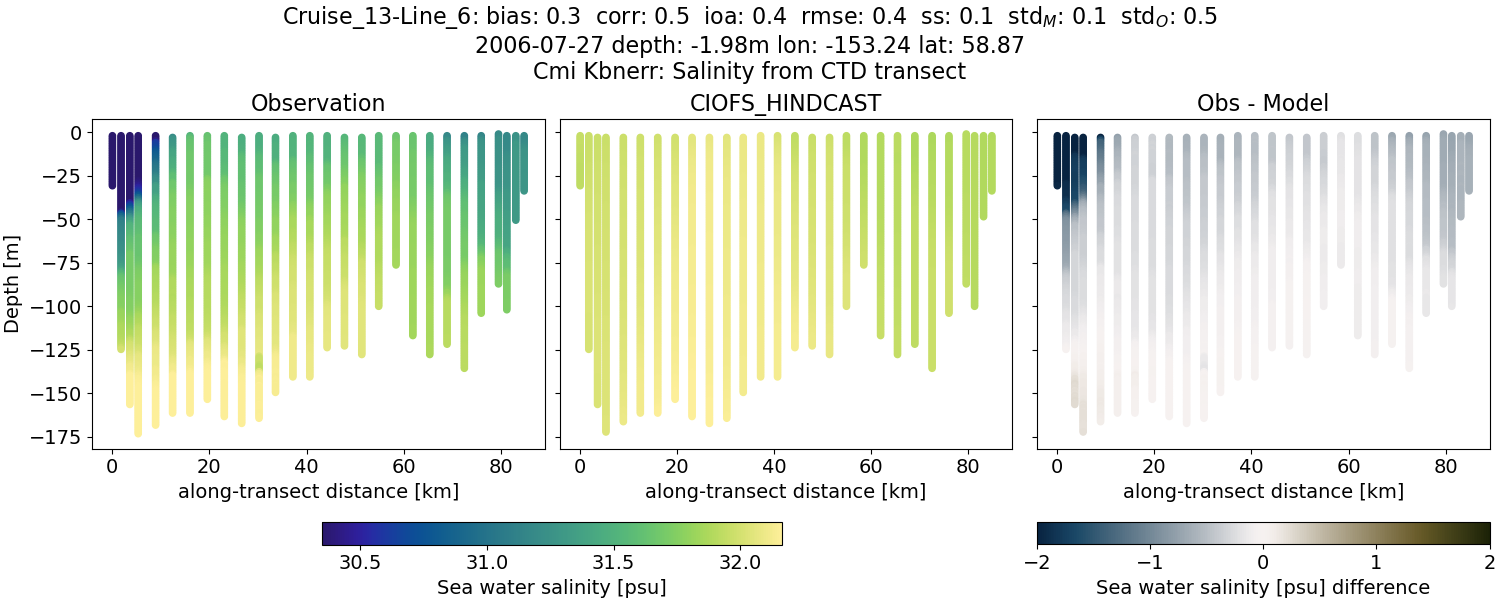 Cruise_13-Line_6: bias: 0.3 corr: 0.5 ioa: 0.4 rmse: 0.4 ss: 0.1 std_M: 0.1 std_O: 0.5
2006-07-27 depth: -1.98m lon: -153.24 lat: 58.87
Cmi Kbnerr: Salinity from CTD transect
Observation
CIOFS_HINDCAST
Obs - Model
Depth [m]
0
−25
−50
−75
−100
−125
−150
−175
0 20 40 60 80
0 20 40 60 80
0 20 40 60 80
along-transect distance [km]
along-transect distance [km]
along-transect distance [km]
30.5 31.0 31.5 32.0
Sea water salinity [psu]
−2 −1 0 1 2
Sea water salinity [psu] difference